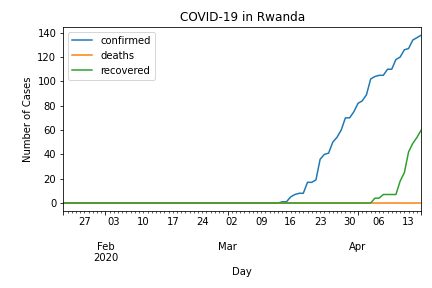 COVID-19 in Rwanda
confirmed
deaths
recovered
Number of Cases
140
120
100
80
60
40
20
0
27 03 10 17 24 02 09 16 23 30 06 13
Feb Mar Apr
2020
Day